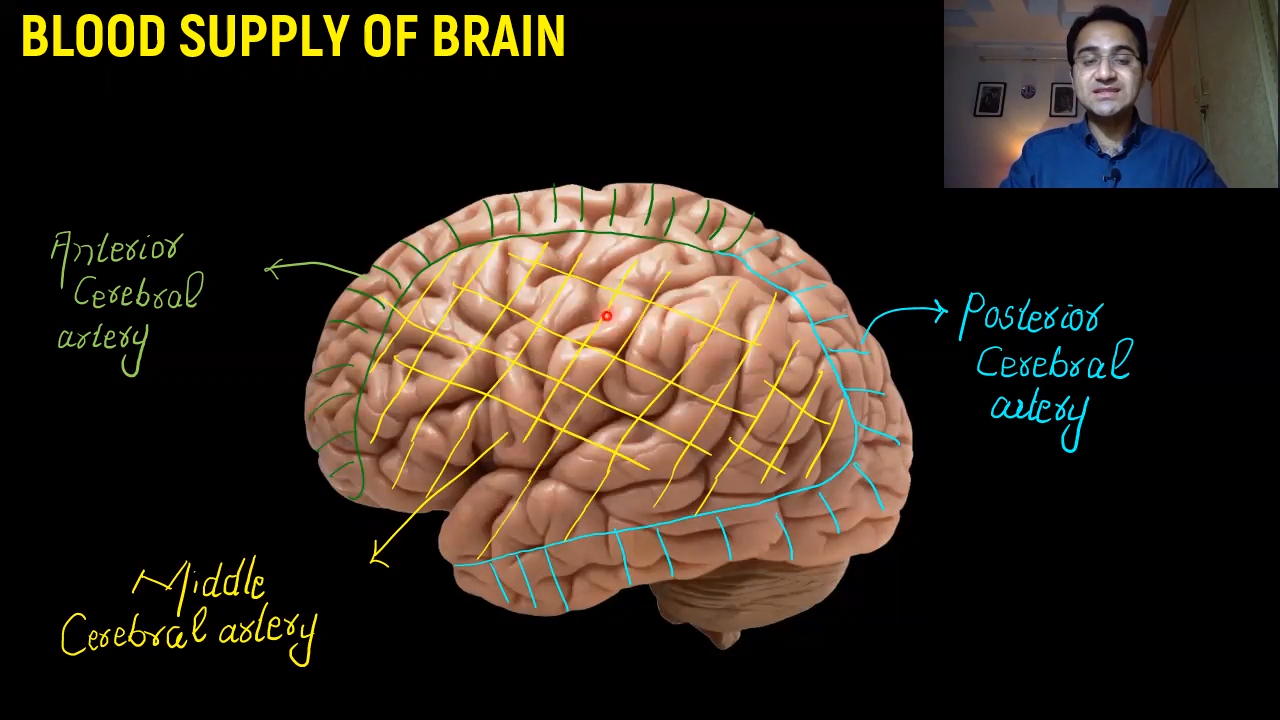 BLOOD SUPPLY OF BRAIN
Anterior
Cerebral
artery
Posterior
Cerebral
artery
Middle
Cerebral artery